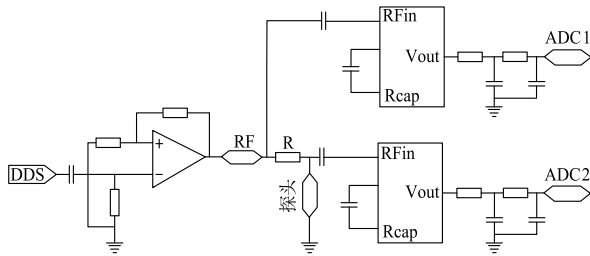 RFin
Vout
Rcap
ADC1
DDS
+
−
RF
R
探头
RFin
Vout
Rcap
ADC2